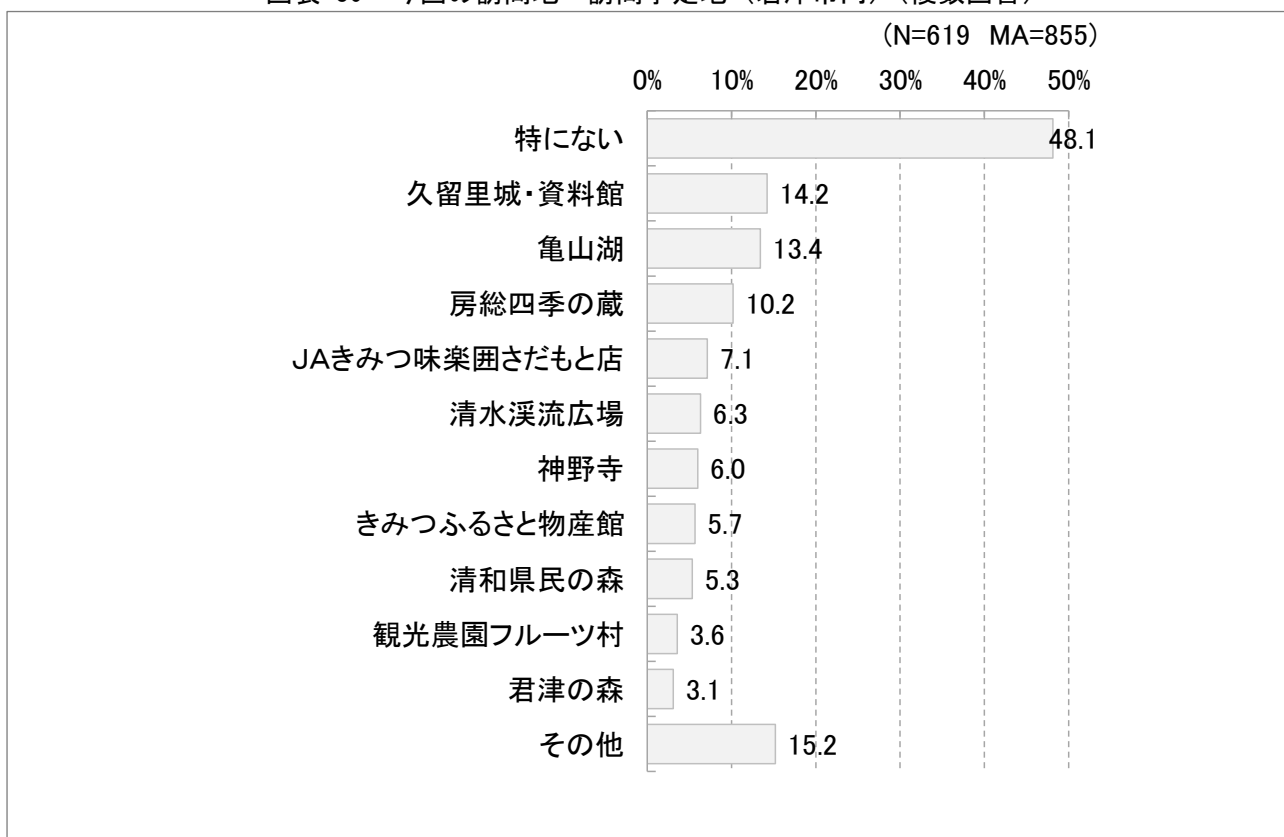 (N=619 MA=855)
0% 10% 20% 30% 40% 50%
特にない 48.1
久留里城・資料館 14.2
亀山湖 13.4
房総四季の蔵 10.2
JAきみつ味楽囲さだもと店 7.1
清水渓流広場 6.3
神野寺 6.0
きみつふるさと物産館 5.7
清和県民の森 5.3
観光農園フルーツ村 3.6
君津の森 3.1
その他 15.2